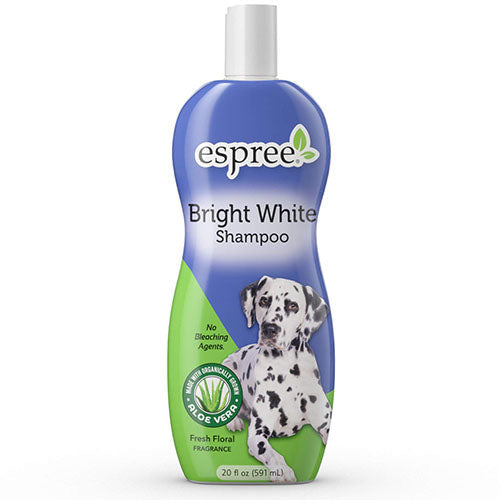 espree®
Bright White
Shampoo
No
Bleaching
Agents.
MADE WITH ORGANICALLY GROWN
ALOE VERA
Fresh Floral
FRAGRANCE
20 fl oz (591 mL)